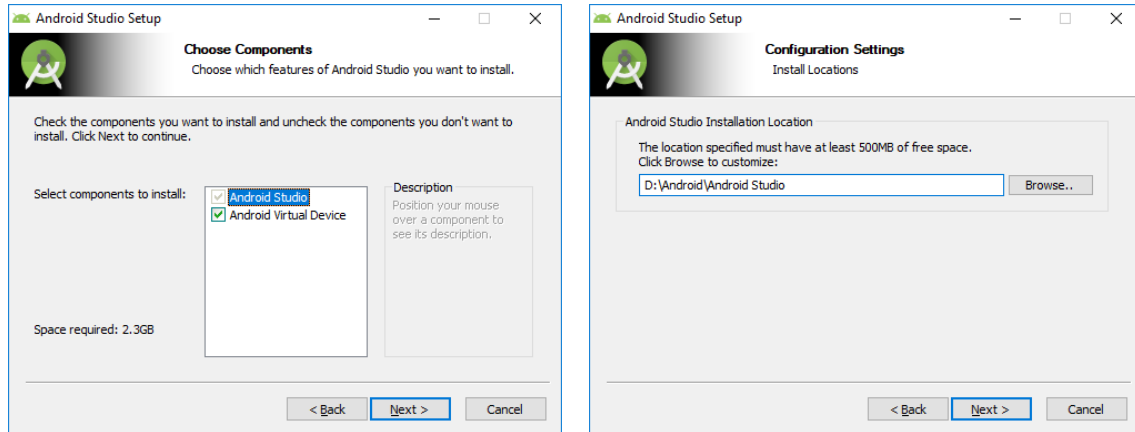 Android Studio Setup
Choose Components
Choose which features of Android Studio you want to install.
Check the components you want to install and uncheck the components you don't want to
install. Click Next to continue.
Select components to install:
Android Studio
Android Virtual Device
Description
Position your mouse
over a component to
see its description.
Space required: 2.3GB
< Back
Next >
Cancel
Android Studio Setup
Configuration Settings
Install Locations
Android Studio Installation Location
The location specified must have at least 500MB of free space.
Click Browse to customize:
D:\Android\Android Studio
Browse..
< Back
Next >
Cancel